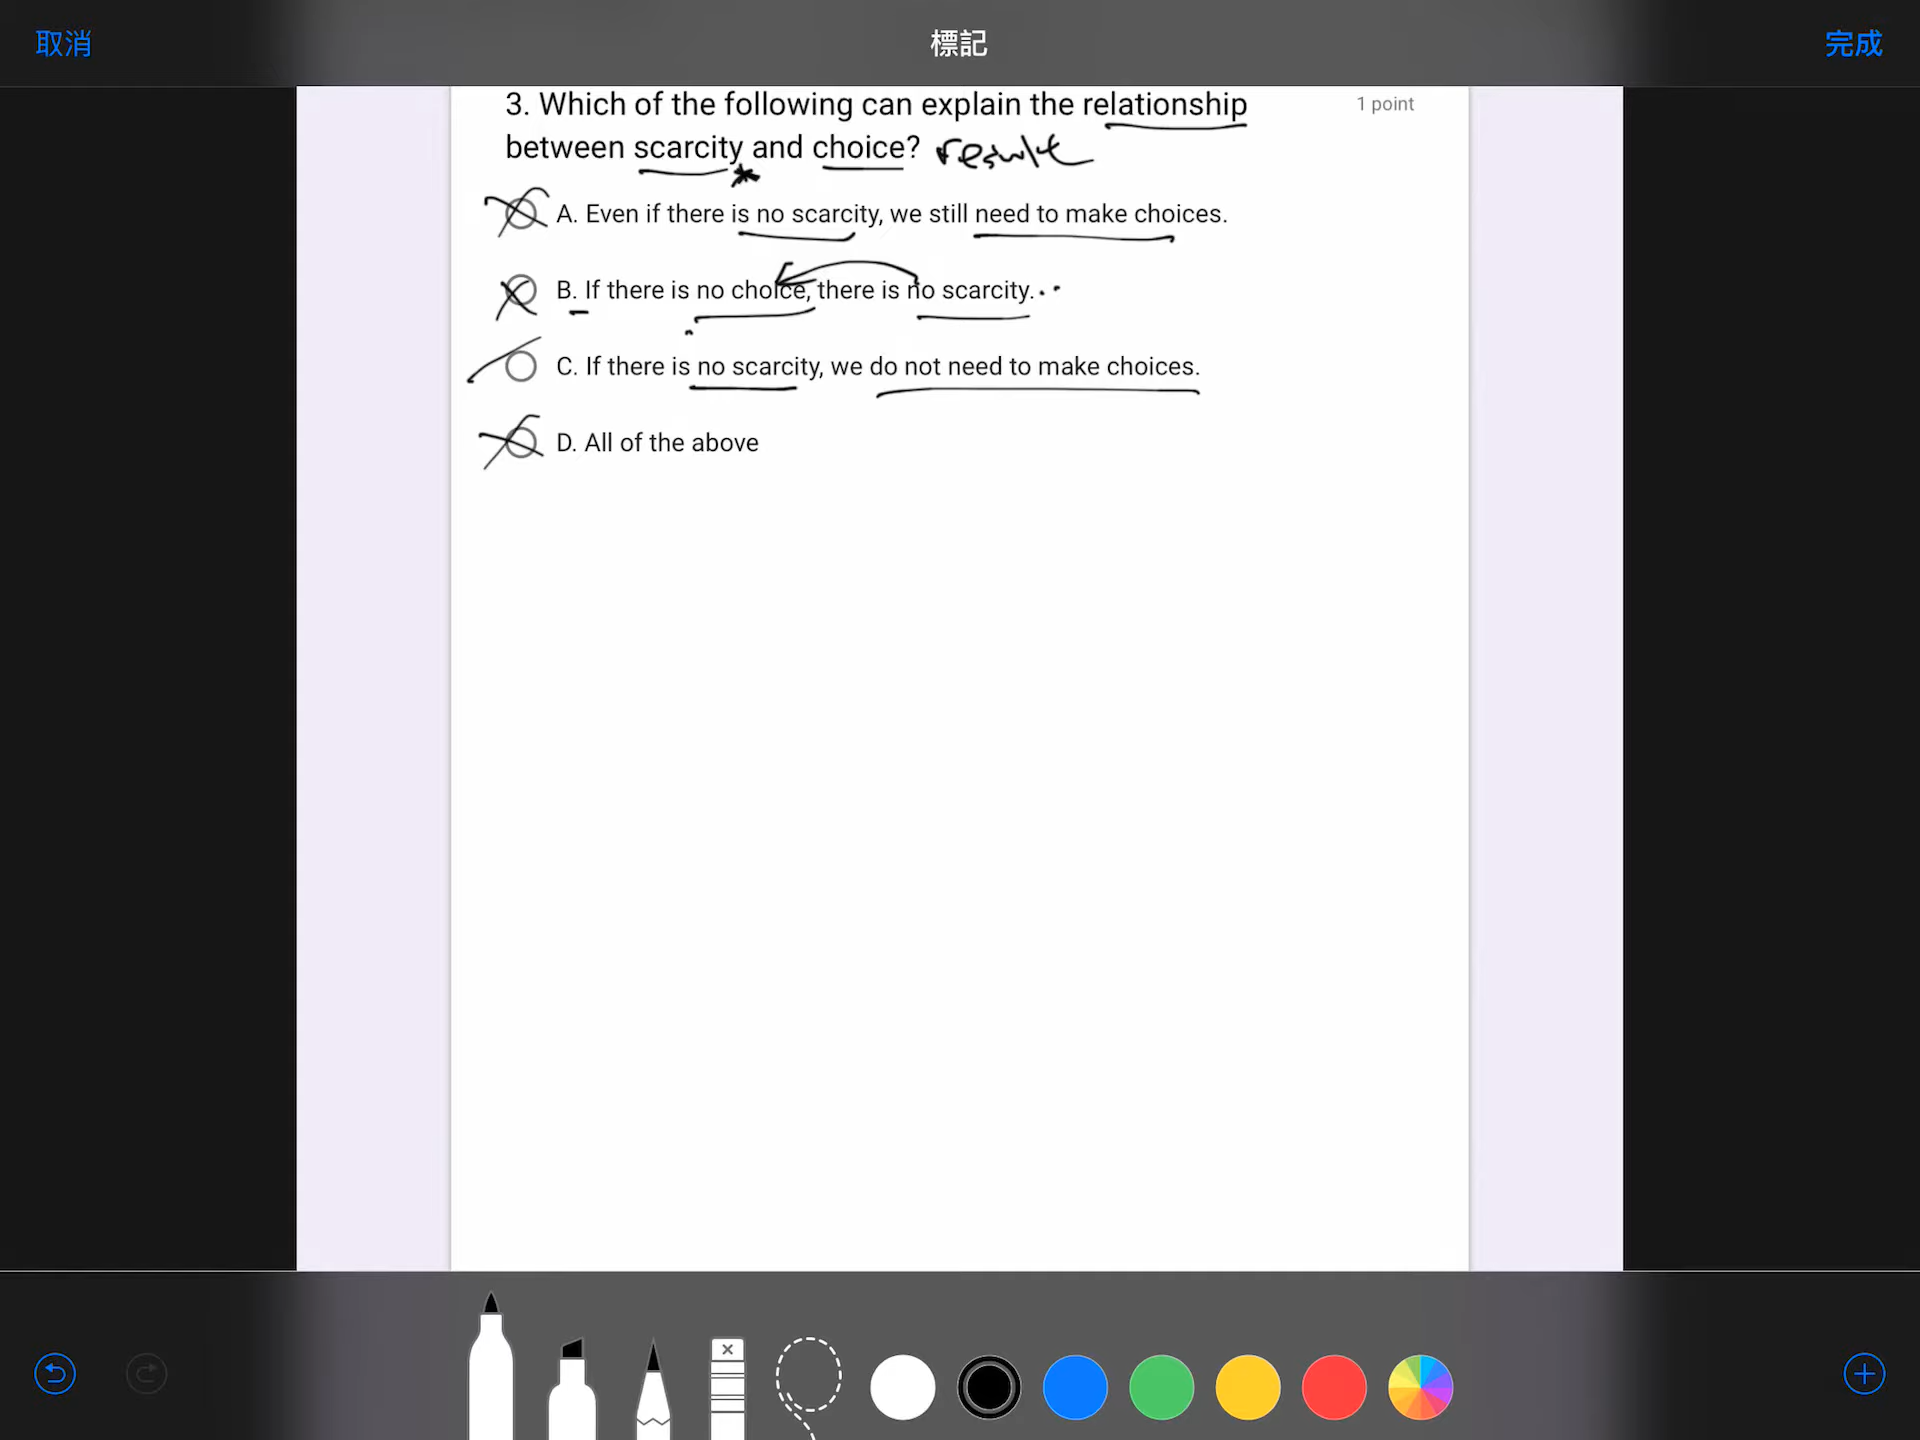 取消
標記
完成
3. Which of the following can explain the relationship
1 point
between scarcity and choice? result
A. Even if there is no scarcity, we still need to make choices.
B. If there is no choice, there is no scarcity.
C. If there is no scarcity, we do not need to make choices.
D. All of the above